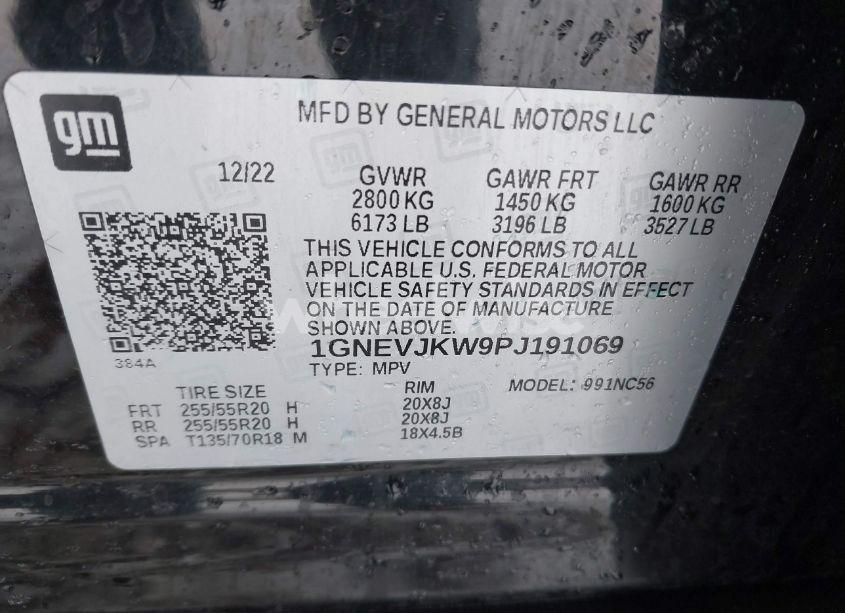 gm
MFD BY GENERAL MOTORS LLC
12/22
GVWR GAWR FRT GAWR RR
2800 KG 1450 KG 1600 KG
6173 LB 3196 LB 3527 LB
THIS VEHICLE CONFORMS TO ALL
APPLICABLE U.S. FEDERAL MOTOR
VEHICLE SAFETY STANDARDS IN EFFECT
ON THE DATE OF MANUFACTURE
SHOWN ABOVE.
1GNEVJKW9PJ191069
384A
TYPE: MPV
MODEL: 991NC56
TIRE SIZE RIM
FRT 255/55R20 H 20X8J
RR 255/55R20 H 20X8J
SPA T135/70R18 M 18X4.5B